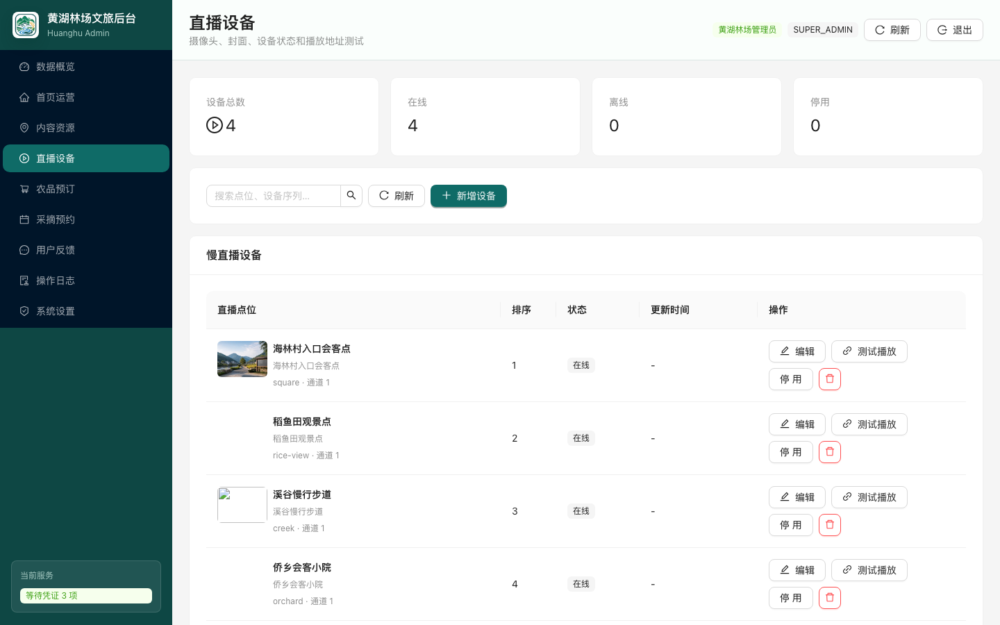 黄湖林场文旅后台
Huanghu Admin
数据概览
首页运营
内容资源
直播设备
农品预订
采摘预约
用户反馈
操作日志
系统设置
当前服务
等待凭证 3 项
直播设备
摄像头、封面、设备状态和播放地址测试
黄湖林场管理员
SUPER_ADMIN
刷新
退出
设备总数
4
在线
4
离线
0
停用
0
搜索点位、设备序列...
刷新
新增设备
慢直播设备
直播点位 排序 状态 更新时间 操作
海林村入口会客点
海林村入口会客点
square · 通道 1
1
在线
-
编辑
测试播放
停 用
稻鱼田观景点
稻鱼田观景点
rice-view · 通道 1
2
在线
-
编辑
测试播放
停 用
溪谷慢行步道
溪谷慢行步道
creek · 通道 1
3
在线
-
编辑
测试播放
停 用
侨乡会客小院
侨乡会客小院
orchard · 通道 1
4
在线
-
编辑
测试播放
停 用